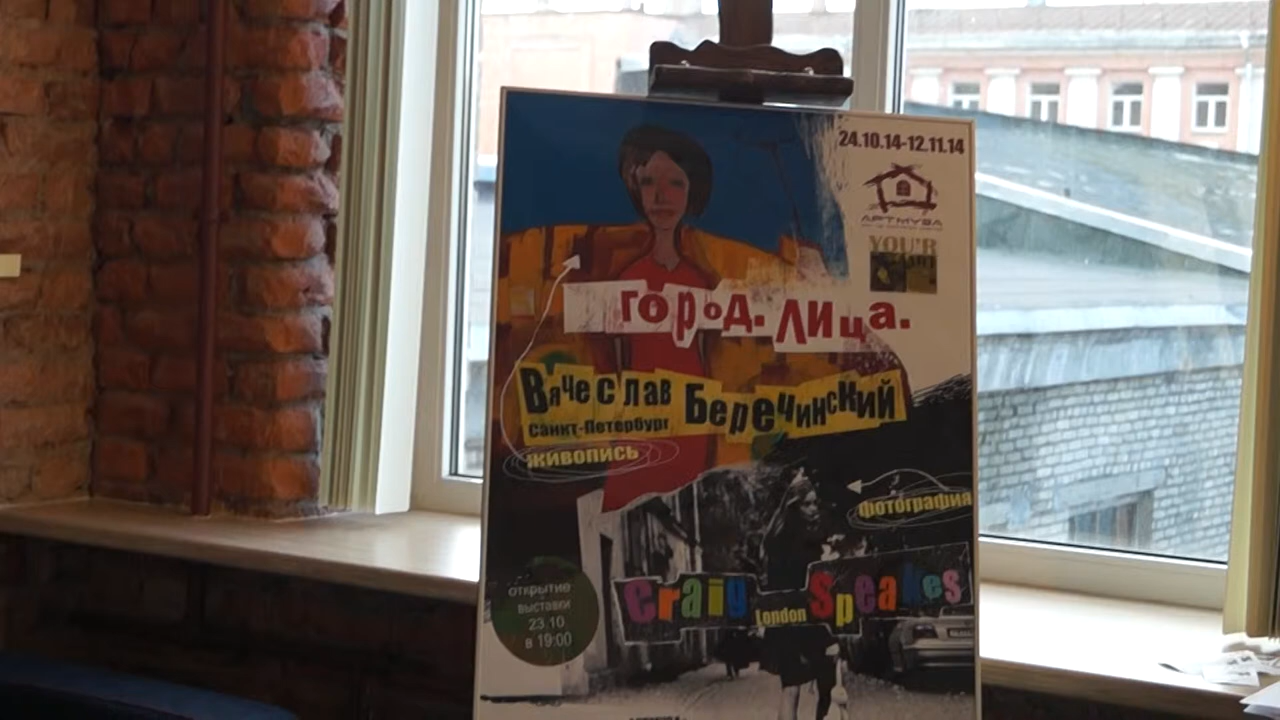 24.10.14-12.11.14
АРТМУЗА
YOU'R
город. Лица.
Вячеслав Беречинский
Санкт-Петербург
живопись
фотография
Craig London Speakes
открытие
выставки
23.10
в 19:00